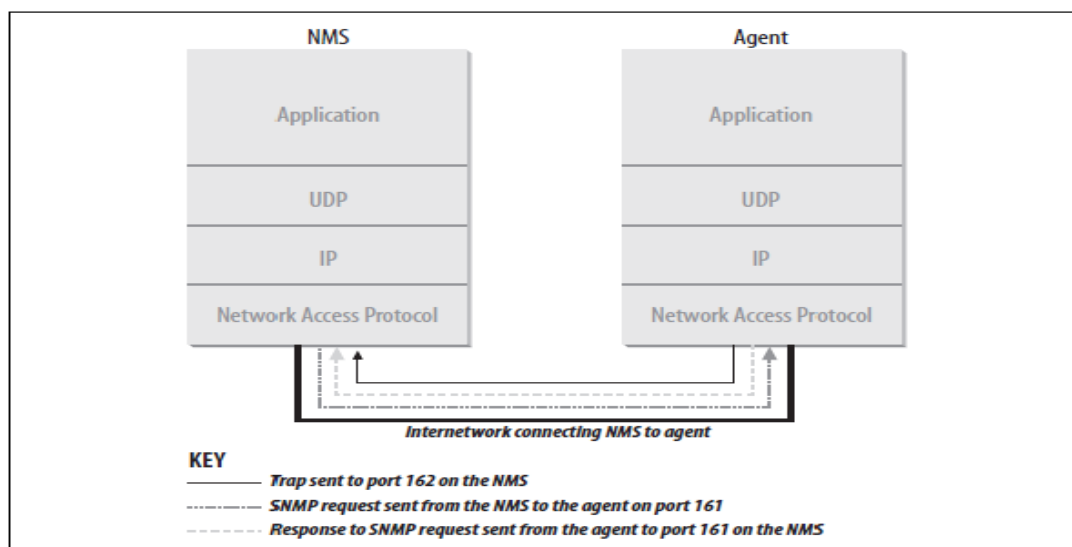 NMS
Agent
Application
Application
UDP
UDP
IP
IP
Network Access Protocol
Network Access Protocol
Internetwork connecting NMS to agent
KEY
Trap sent to port 162 on the NMS
SNMP request sent from the NMS to the agent on port 161
Response to SNMP request sent from the agent to port 161 on the NMS